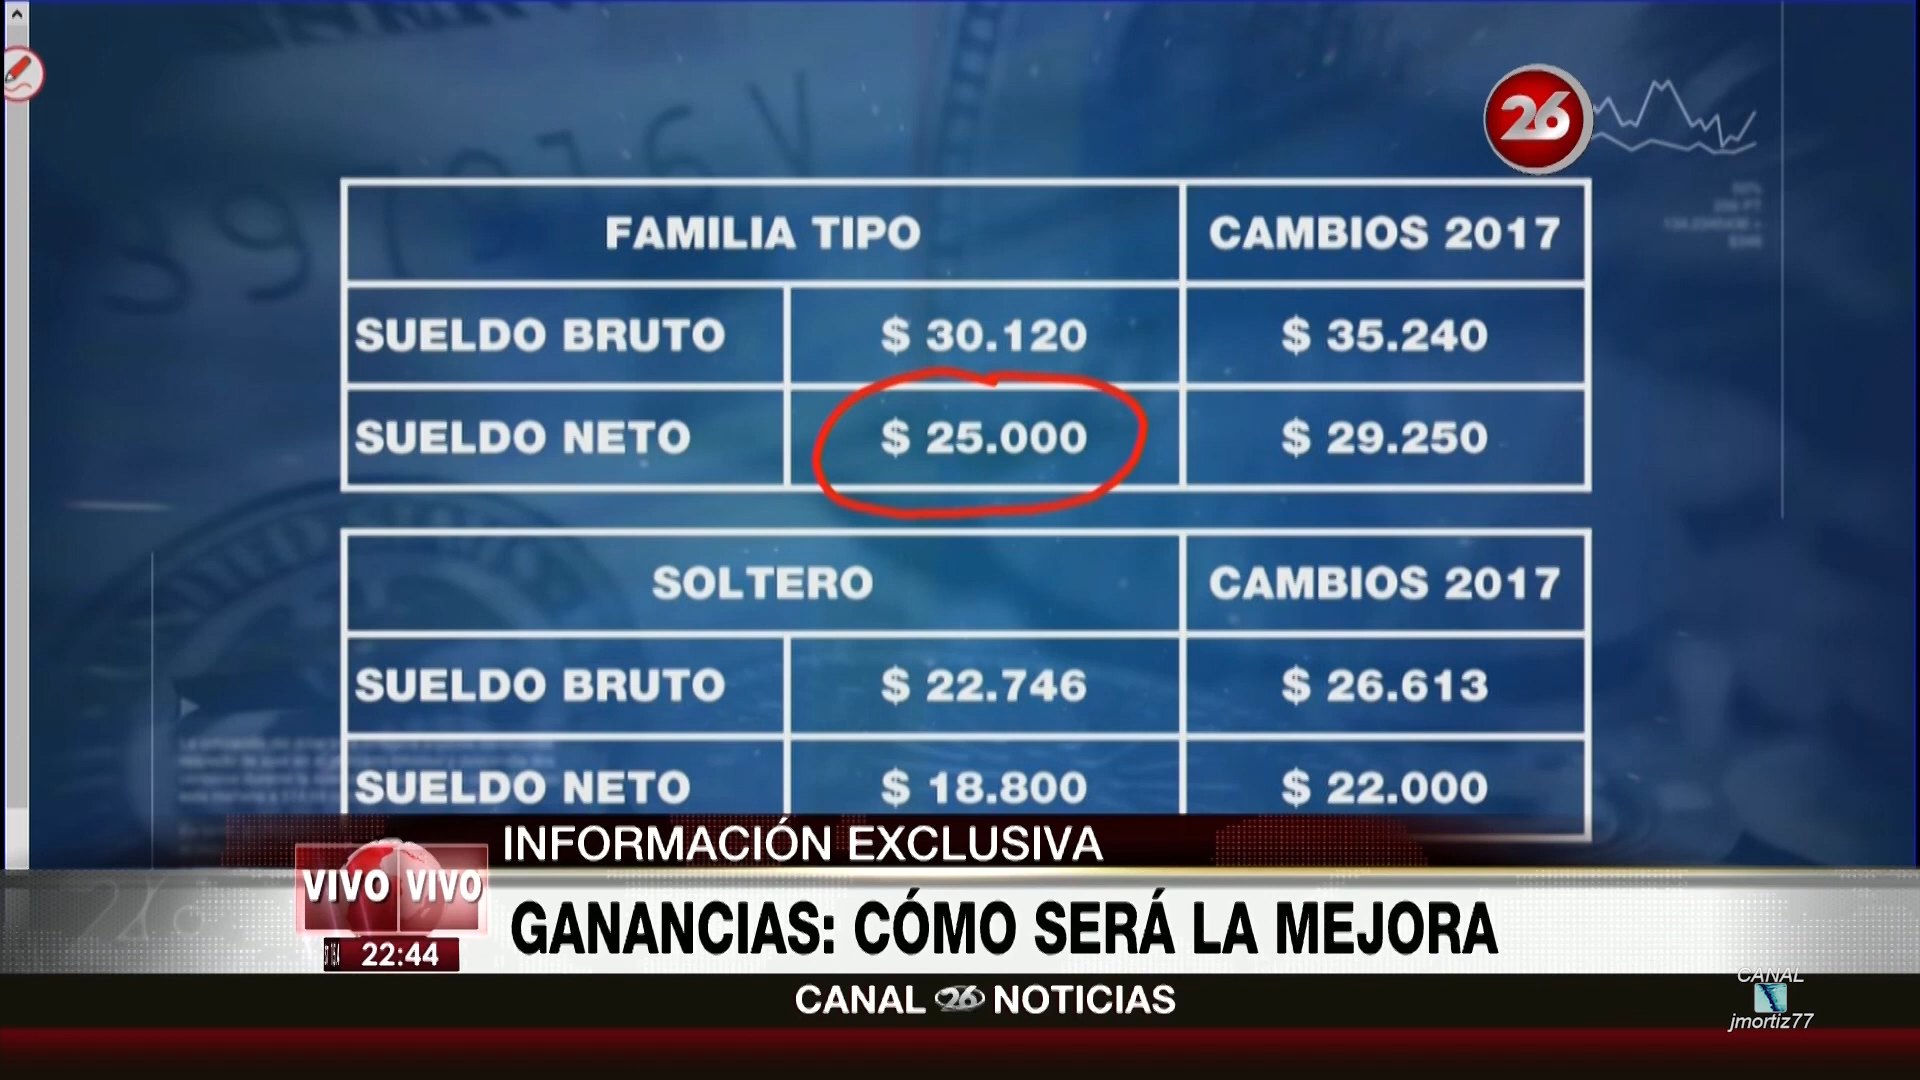 26
FAMILIA TIPO CAMBIOS 2017
SUELDO BRUTO $ 30.120 $ 35.240
SUELDO NETO $ 25.000 $ 29.250
SOLTERO CAMBIOS 2017
SUELDO BRUTO $ 22.746 $ 26.613
SUELDO NETO $ 18.800 $ 22.000
INFORMACIÓN EXCLUSIVA
VIVO VIVO
GANANCIAS: CÓMO SERÁ LA MEJORA
22:44
CANAL 26 NOTICIAS
CANAL
jmortiz77